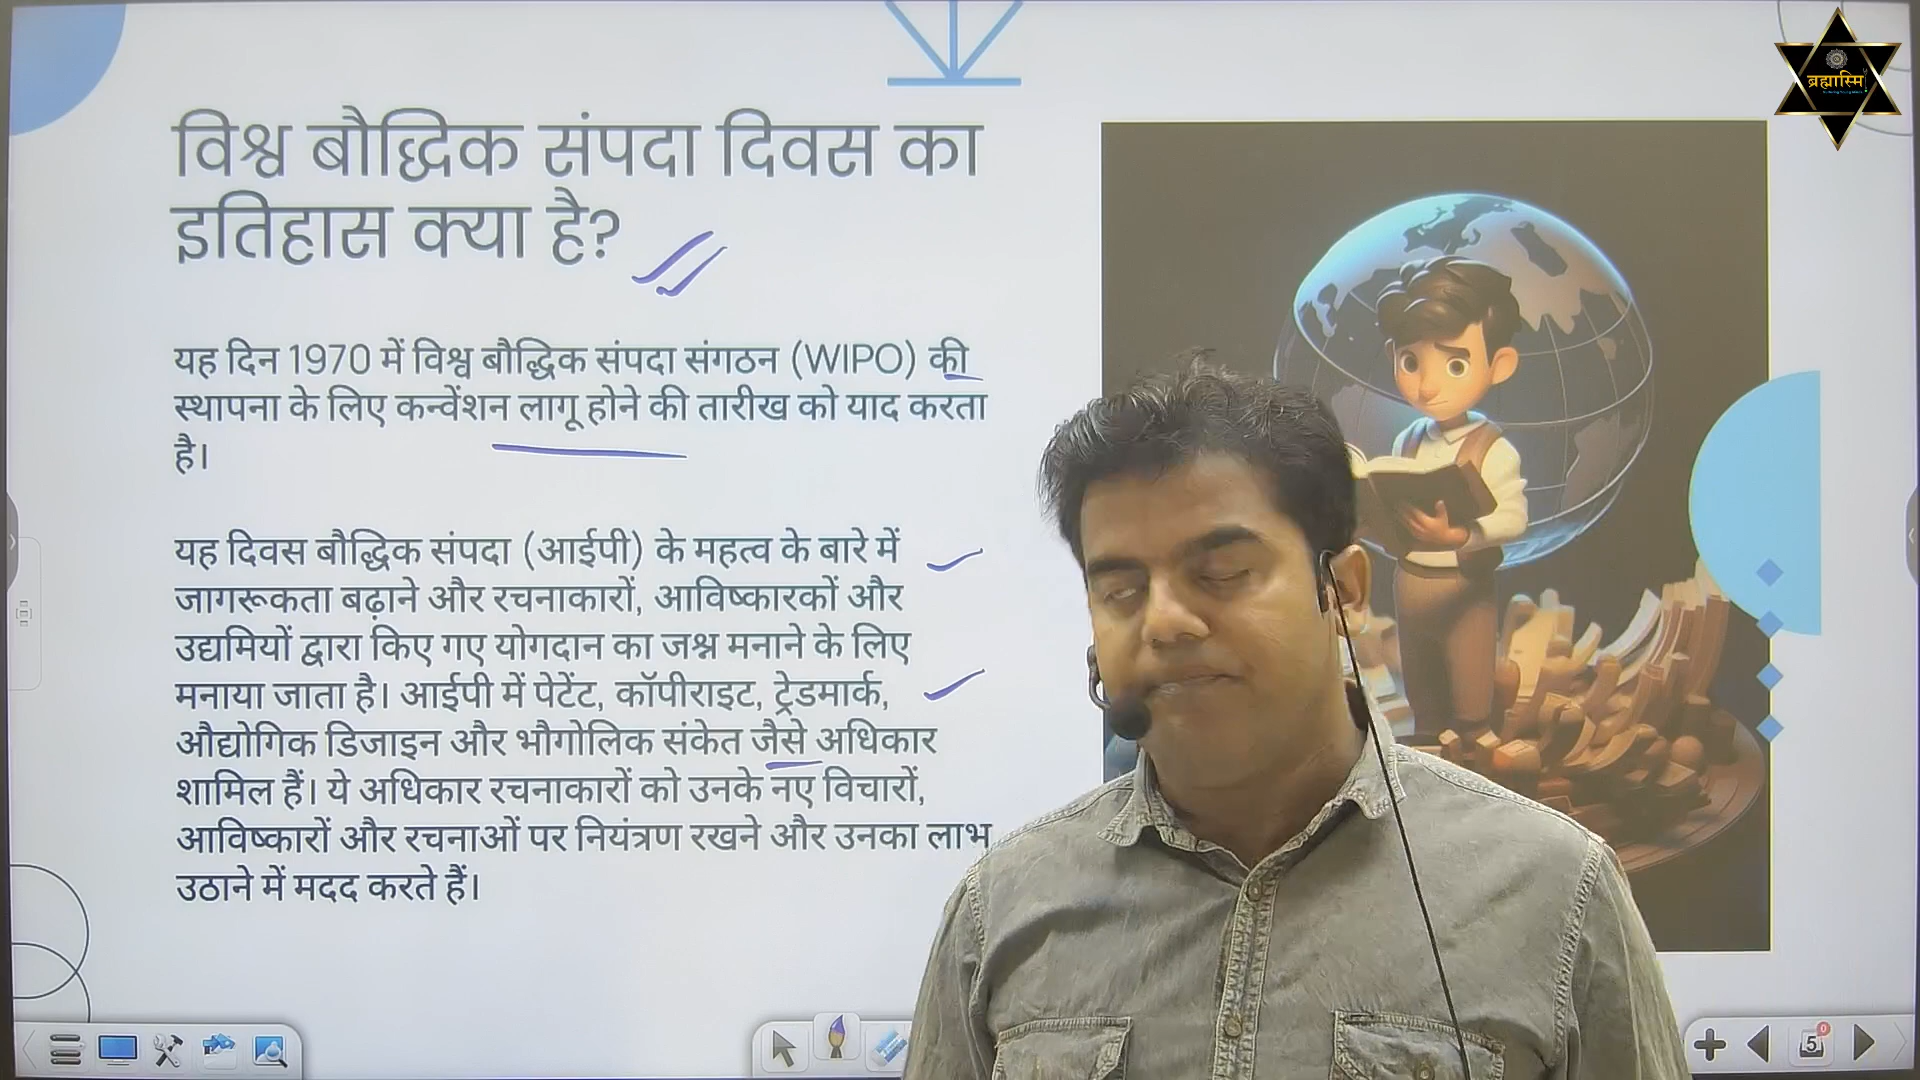 विश्व बौद्धिक संपदा दिवस का
इतिहास क्या है?
यह दिन 1970 में विश्व बौद्धिक संपदा संगठन (WIPO) की
स्थापना के लिए कन्वेंशन लागू होने की तारीख को याद करता
है।
यह दिवस बौद्धिक संपदा (आईपी) के महत्व के बारे में
जागरूकता बढ़ाने और रचनाकारों, आविष्कारकों और
उद्यमियों द्वारा किए गए योगदान का जश्न मनाने के लिए
मनाया जाता है। आईपी में पेटेंट, कॉपीराइट, ट्रेडमार्क,
औद्योगिक डिजाइन और भौगोलिक संकेत जैसे अधिकार
शामिल हैं। ये अधिकार रचनाकारों को उनके नए विचारों,
आविष्कारों और रचनाओं पर नियंत्रण रखने और उनका लाभ
उठाने में मदद करते हैं।
ब्रह्मास्मि
5
0